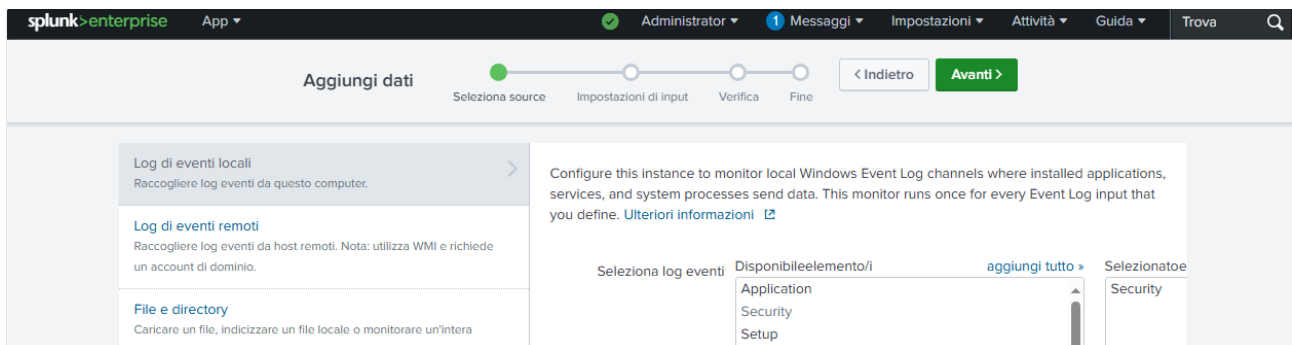 splunk>enterprise App Administrator 1 Messaggi Impostazioni Attività Guida Trova
Aggiungi dati
Seleziona source Impostazioni di input Verifica Fine
< Indietro Avanti >
Log di eventi locali
Raccogliere log eventi da questo computer.
Log di eventi remoti
Raccogliere log eventi da host remoti. Nota: utilizza WMI e richiede
un account di dominio.
File e directory
Caricare un file, indicizzare un file locale o monitorare un'intera
Configure this instance to monitor local Windows Event Log channels where installed applications,
services, and system processes send data. This monitor runs once for every Event Log input that
you define. Ulteriori informazioni
Seleziona log eventi
Disponibileelemento/i aggiungi tutto » Selezionatoe
Application
Security
Setup
Security